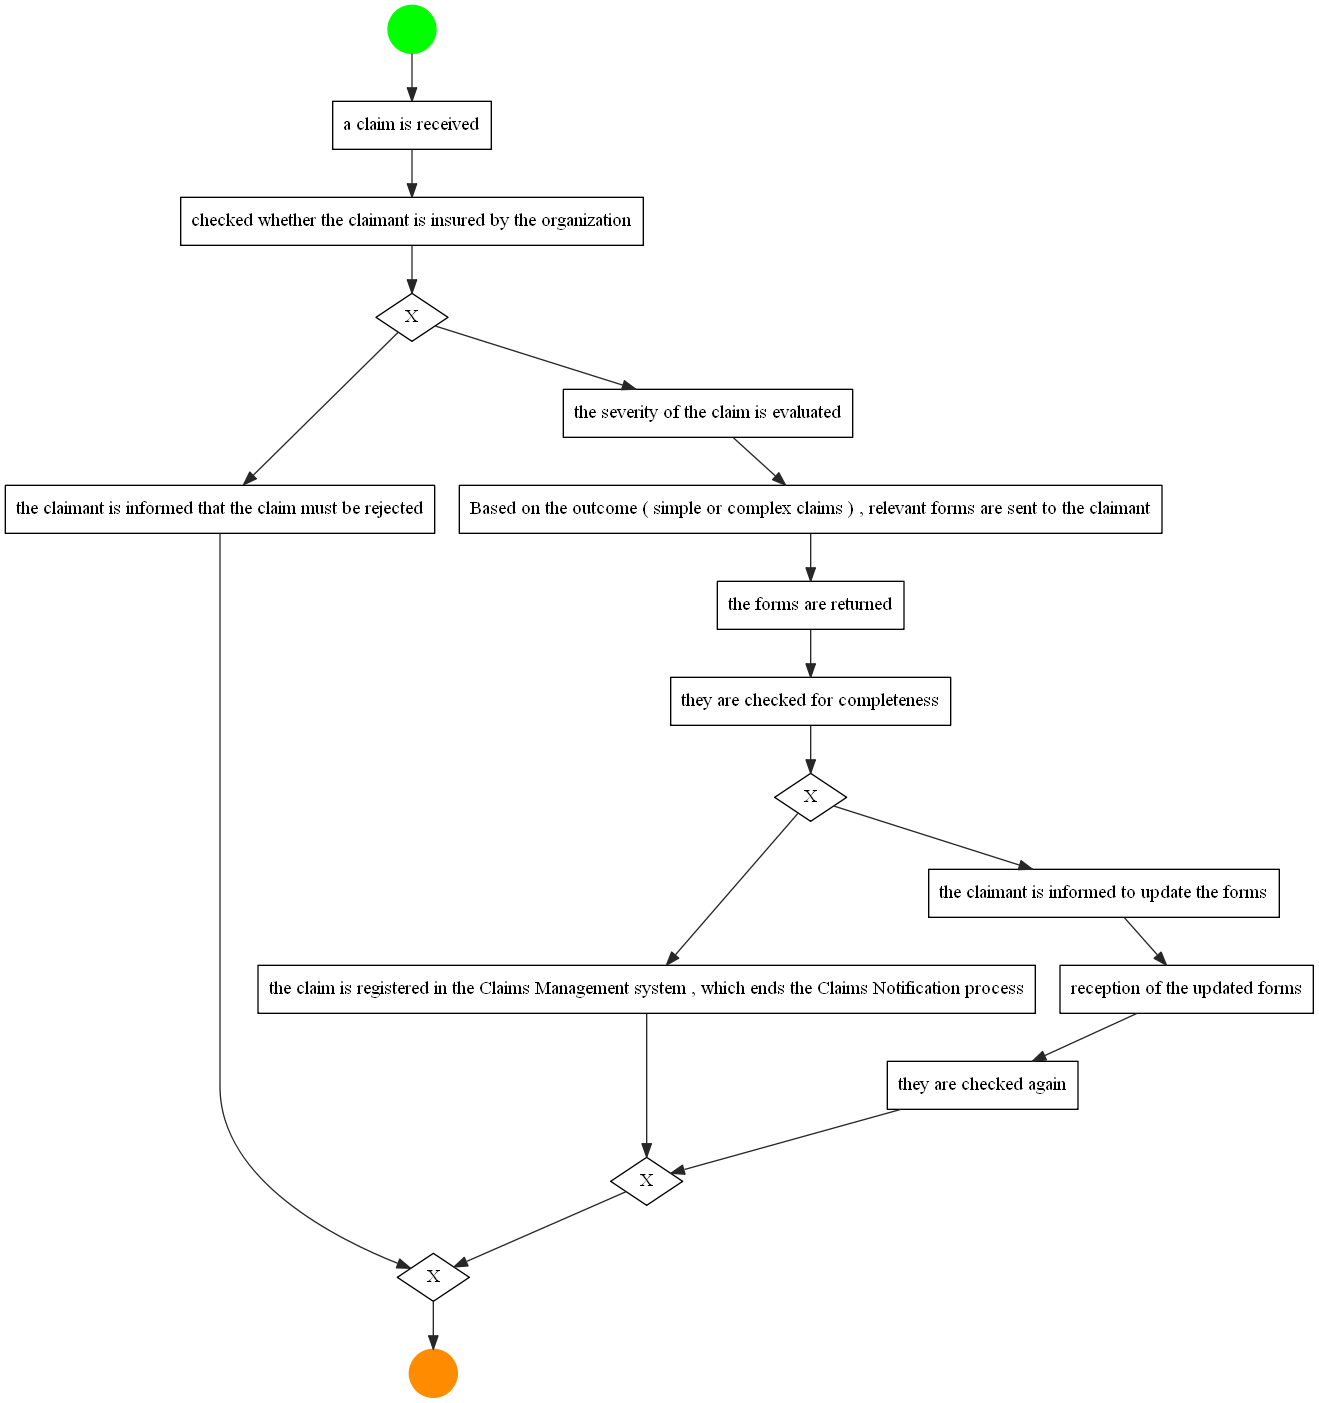 a claim is received
checked whether the claimant is insured by the organization
X
the severity of the claim is evaluated
the claimant is informed that the claim must be rejected
Based on the outcome ( simple or complex claims ) , relevant forms are sent to the claimant
the forms are returned
they are checked for completeness
X
the claimant is informed to update the forms
the claim is registered in the Claims Management system , which ends the Claims Notification process
reception of the updated forms
they are checked again
X
X